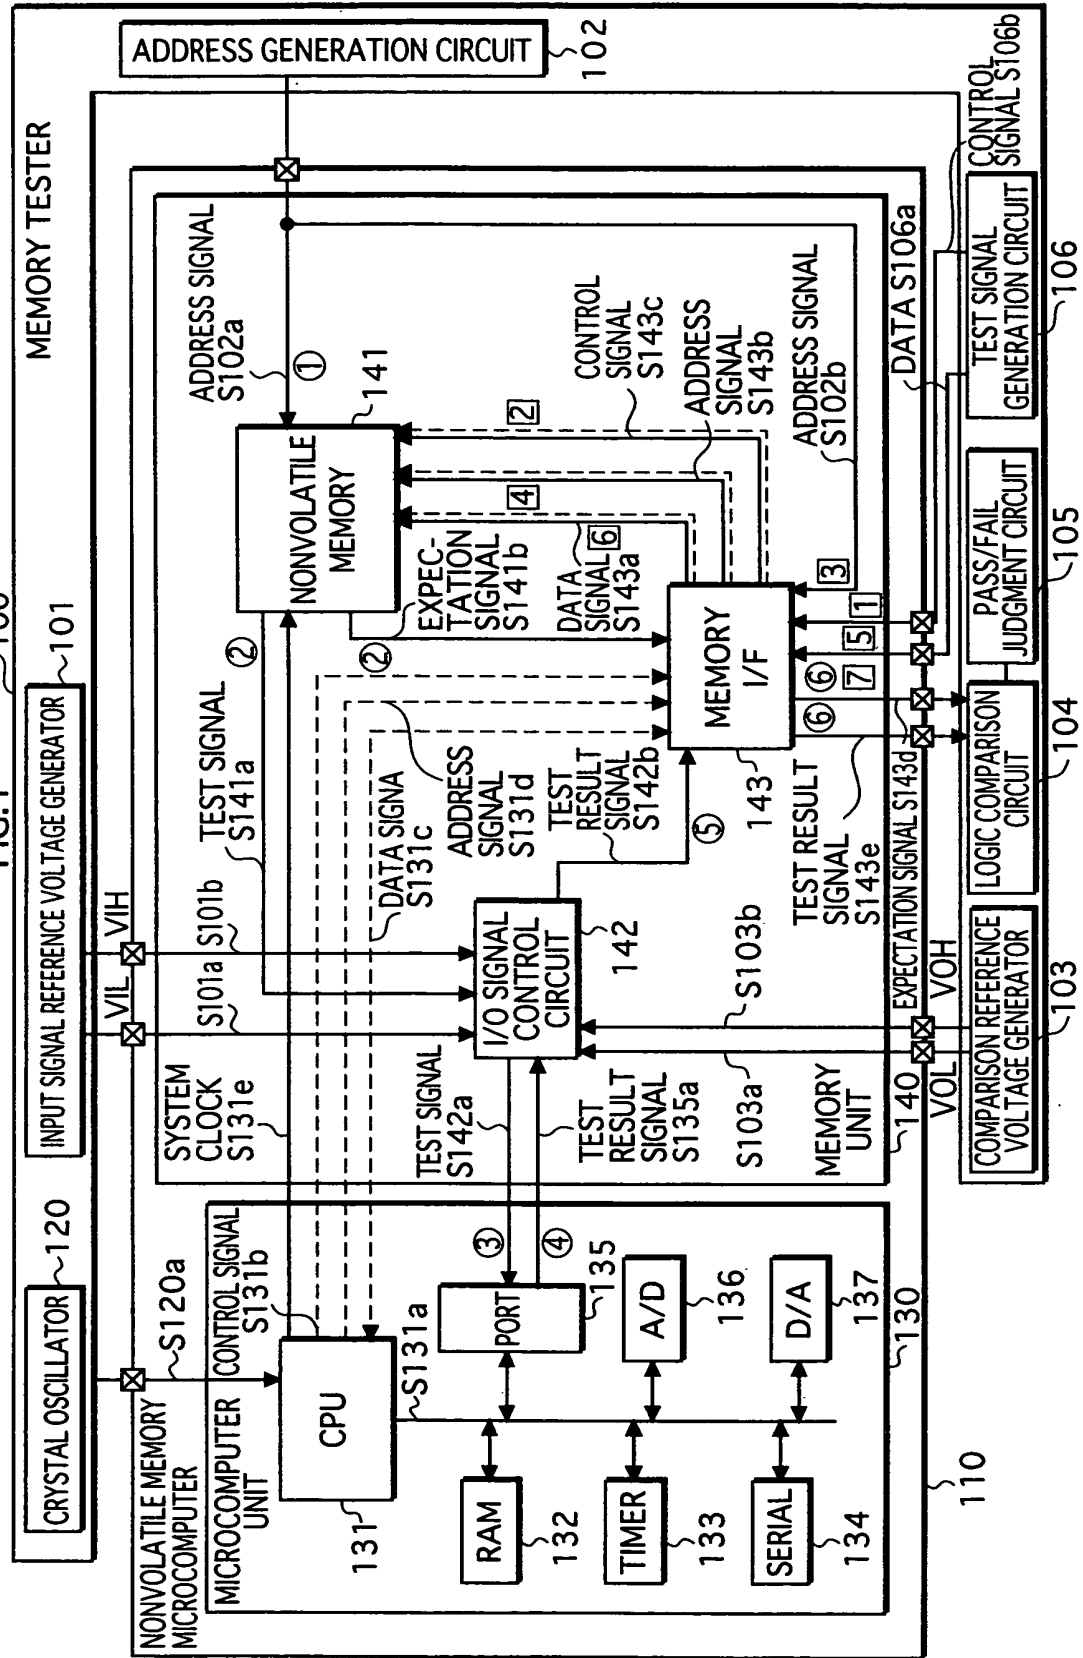 FIG.1
100
MEMORY TESTER
CRYSTAL OSCILLATOR
120
INPUT SIGNAL REFERENCE VOLTAGE GENERATOR
101
ADDRESS GENERATION CIRCUIT
102
S120a
VIL
VIH
S101a
S101b
NONVOLATILE MEMORY
MICROCOMPUTER
MICROCOMPUTER
UNIT
CONTROL SIGNAL
S131b
SYSTEM
CLOCK
S131e
TEST SIGNAL
S141a
②
ADDRESS SIGNAL
S102a
①
141
NONVOLATILE
MEMORY
CPU
131
S131a
RAM
132
TIMER
133
SERIAL
134
PORT
135
A/D
136
D/A
137
130
110
③
④
TEST SIGNAL
S142a
TEST
RESULT
SIGNAL
S135a
I/O SIGNAL
CONTROL
CIRCUIT
142
DATA SIGNA
S131c
ADDRESS
SIGNAL
S131d
TEST
RESULT
SIGNAL
S142b
⑤
②
EXPEC-
TATION
SIGNAL
S141b
DATA
SIGNAL
S143a
6
4
2
CONTROL
SIGNAL
S143c
ADDRESS
SIGNAL
S143b
ADDRESS SIGNAL
S102b
MEMORY
I/F
143
3
1
5
7
⑥
⑥
TEST RESULT
SIGNAL
S143e
EXPECTATION SIGNAL S143d
S103a
S103b
MEMORY
UNIT
140
VOL
VOH
DATA S106a
CONTROL
SIGNAL S106b
COMPARISON REFERENCE
VOLTAGE GENERATOR
103
LOGIC COMPARISON
CIRCUIT
104
PASS/FAIL
JUDGMENT CIRCUIT
105
TEST SIGNAL
GENERATION CIRCUIT
106